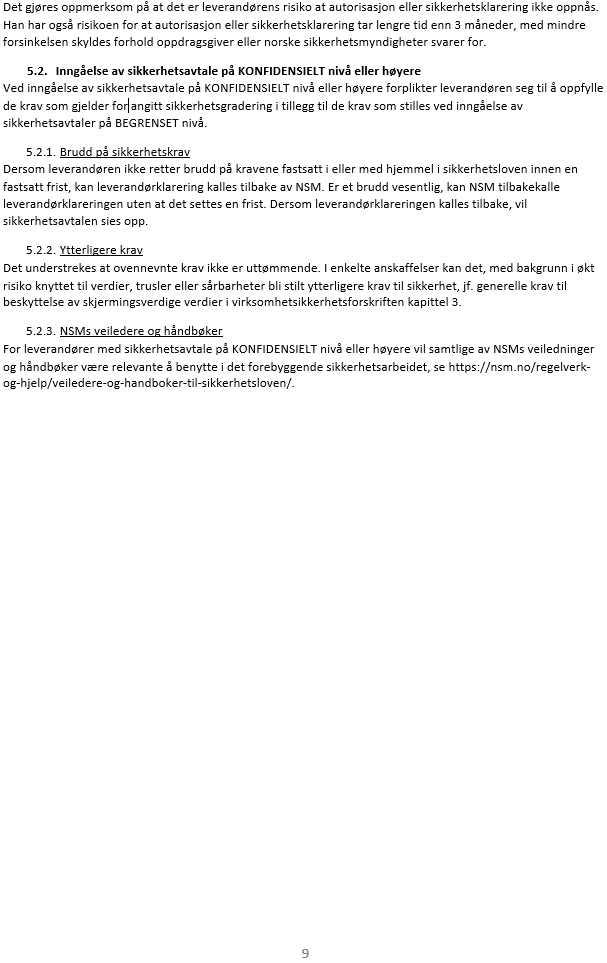 Det gjøres oppmerksom på at det er leverandørens risiko at autorisasjon eller sikkerhetsklarering ikke oppnås.
Han har også risikoen for at autorisasjon eller sikkerhetsklarering tar lengre tid enn 3 måneder, med mindre
forsinkelsen skyldes forhold oppdragsgiver eller norske sikkerhetsmyndigheter svarer for.
5.2. Inngåelse av sikkerhetsavtale på KONFIDENSIELT nivå eller høyere
Ved inngåelse av sikkerhetsavtale på KONFIDENSIELT nivå eller høyere forplikter leverandøren seg til å oppfylle
de krav som gjelder for angitt sikkerhetsgradering i tillegg til de krav som stilles ved inngåelse av
sikkerhetsavtaler på BEGRENSET nivå.
5.2.1. Brudd på sikkerhetskrav
Dersom leverandøren ikke retter brudd på kravene fastsatt i eller med hjemmel i sikkerhetsloven innen en
fastsatt frist, kan leverandørklarering kalles tilbake av NSM. Er et brudd vesentlig, kan NSM tilbakekalle
leverandørklareringen uten at det settes en frist. Dersom leverandørklareringen kalles tilbake, vil
sikkerhetsavtalen sies opp.
5.2.2. Ytterligere krav
Det understrekes at ovennevnte krav ikke er uttømmende. I enkelte anskaffelser kan det, med bakgrunn i økt
risiko knyttet til verdier, trusler eller sårbarheter bli stilt ytterligere krav til sikkerhet, jf. generelle krav til
beskyttelse av skjermingsverdige verdier i virksomhetsikkerhetsforskriften kapittel 3.
5.2.3. NSMs veiledere og håndbøker
For leverandører med sikkerhetsavtale på KONFIDENSIELT nivå eller høyere vil samtlige av NSMs veiledninger
og håndbøker være relevante å benytte i det forebyggende sikkerhetsarbeidet, se https://nsm.no/regelverk-
og-hjelp/veiledere-og-handboker-til-sikkerhetsloven/.
9